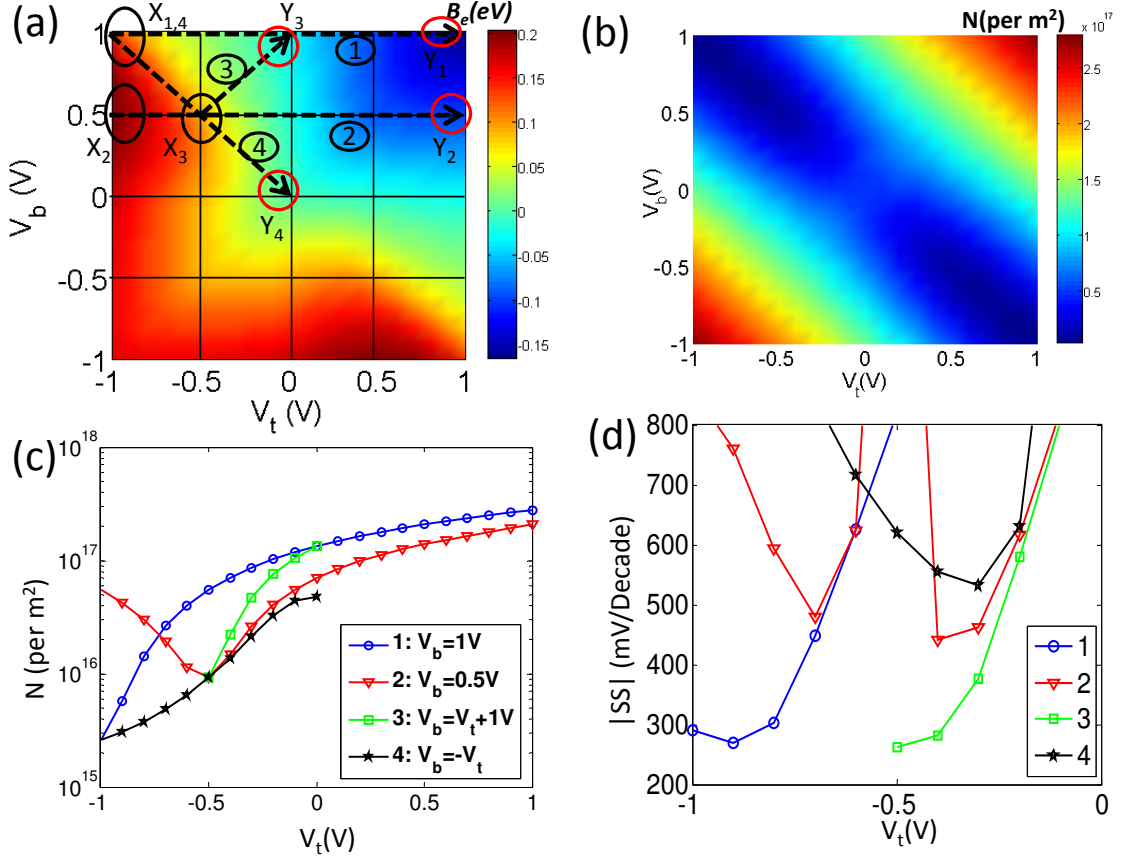 (a)
X1,4
Y3
Be(eV)
1
0.5
0
-0.5
-1
Vb (V)
1
3
Y1
2
X2
X3
4
Y2
Y4
-1
-0.5
0
0.5
1
Vt (V)
0.20
0.15
0.1
0.05
0
-0.05
-0.1
-0.15
(b)
N(per m2)
x 10^17
1
0.5
0
-0.5
-1
Vb(V)
-1
-0.5
0
0.5
1
Vt(V)
2.5
2
1.5
1
0.5
(c)
10^18
10^17
10^16
10^15
N (per m2)
1: Vb=1V
2: Vb=0.5V
3: Vb=Vt+1V
4: Vb=-Vt
-1
-0.5
0
0.5
1
Vt(V)
(d)
800
700
600
500
400
300
200
|SS| (mV/Decade)
1
2
3
4
-1
-0.5
0
Vt(V)